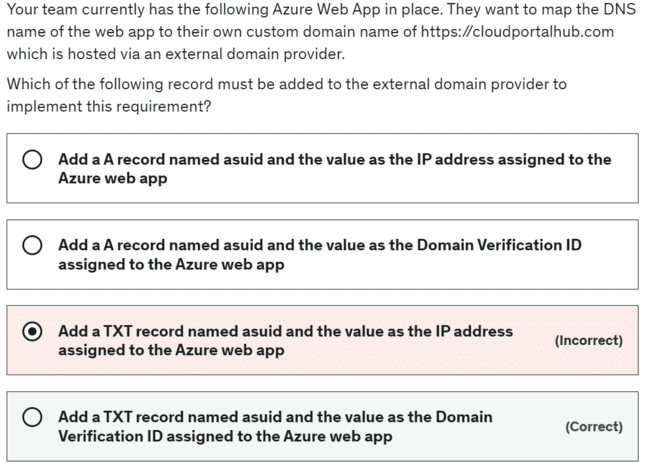 Your team currently has the following Azure Web App in place. They want to map the DNS
name of the web app to their own custom domain name of https://cloudportalhub.com
which is hosted via an external domain provider.
Which of the following record must be added to the external domain provider to
implement this requirement?
Add a A record named asuid and the value as the IP address assigned to the
Azure web app
Add a A record named asuid and the value as the Domain Verification ID
assigned to the Azure web app
Add a TXT record named asuid and the value as the IP address
assigned to the Azure web app
(Incorrect)
Add a TXT record named asuid and the value as the Domain
Verification ID assigned to the Azure web app
(Correct)